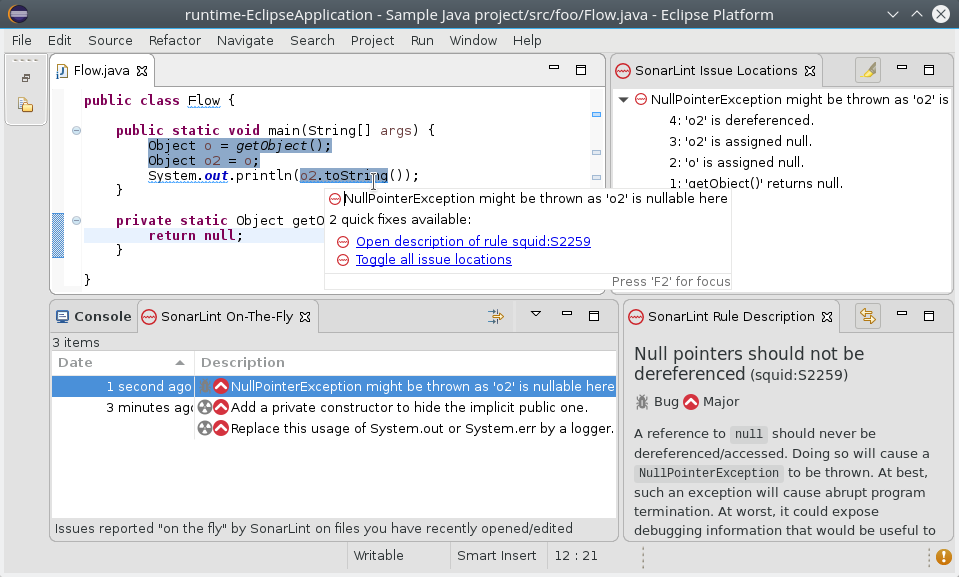 runtime-EclipseApplication - Sample Java project/src/foo/Flow.java - Eclipse Platform
File Edit Source Refactor Navigate Search Project Run Window Help
Flow.java
public class Flow {
public static void main(String[] args) {
Object o = getObject();
Object o2 = o;
System.out.println(o2.toString());
}
private static Object getO
return null;
}
}
SonarLint Issue Locations
NullPointerException might be thrown as 'o2' is
4: 'o2' is dereferenced.
3: 'o2' is assigned null.
2: 'o' is assigned null.
1: 'getObject()' returns null.
NullPointerException might be thrown as 'o2' is nullable here
2 quick fixes available:
Open description of rule squid:S2259
Toggle all issue locations
Press 'F2' for focus
Console
SonarLint On-The-Fly
3 items
Date Description
1 second ago NullPointerException might be thrown as 'o2' is nullable here
3 minutes ago Add a private constructor to hide the implicit public one.
Replace this usage of System.out or System.err by a logger.
Issues reported "on the fly" by SonarLint on files you have recently opened/edited
SonarLint Rule Description
Null pointers should not be
dereferenced (squid:S2259)
Bug Major
A reference to null should never be
dereferenced/accessed. Doing so will cause a
NullPointerException to be thrown. At best,
such an exception will cause abrupt program
termination. At worst, it could expose
debugging information that would be useful to
Writable Smart Insert 12 : 21